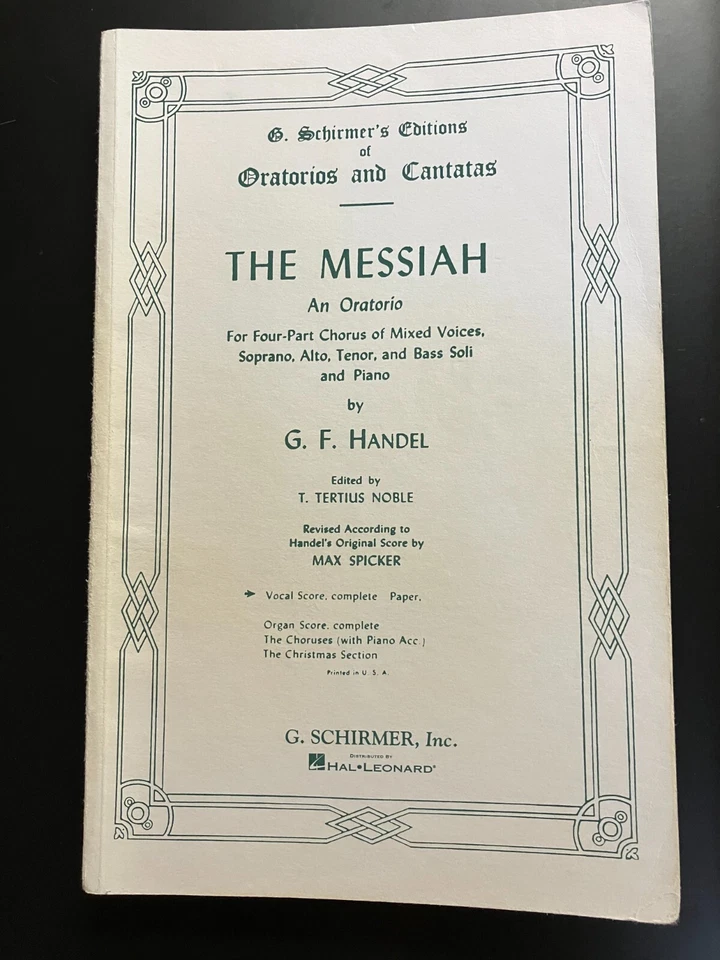 G. Schirmer's Editions
of
Oratorios and Cantatas
THE MESSIAH
An Oratorio
For Four-Part Chorus of Mixed Voices,
Soprano, Alto, Tenor, and Bass Soli
and Piano
by
G. F. HANDEL
Edited by
T. TERTIUS NOBLE
Revised According to
Handel's Original Score by
MAX SPICKER
Vocal Score, complete Paper,
Organ Score, complete
The Choruses (with Piano Acc.)
The Christmas Section
Printed in U. S. A.
G. SCHIRMER, Inc.
DISTRIBUTED BY
HAL•LEONARD®